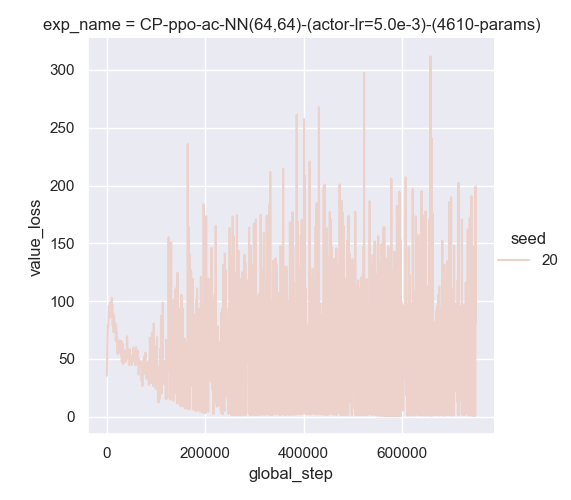 exp_name = CP-ppo-ac-NN(64,64)-(actor-lr=5.0e-3)-(4610-params)
300
250
200
150
100
50
0
value_loss
0 200000 400000 600000
global_step
seed
20